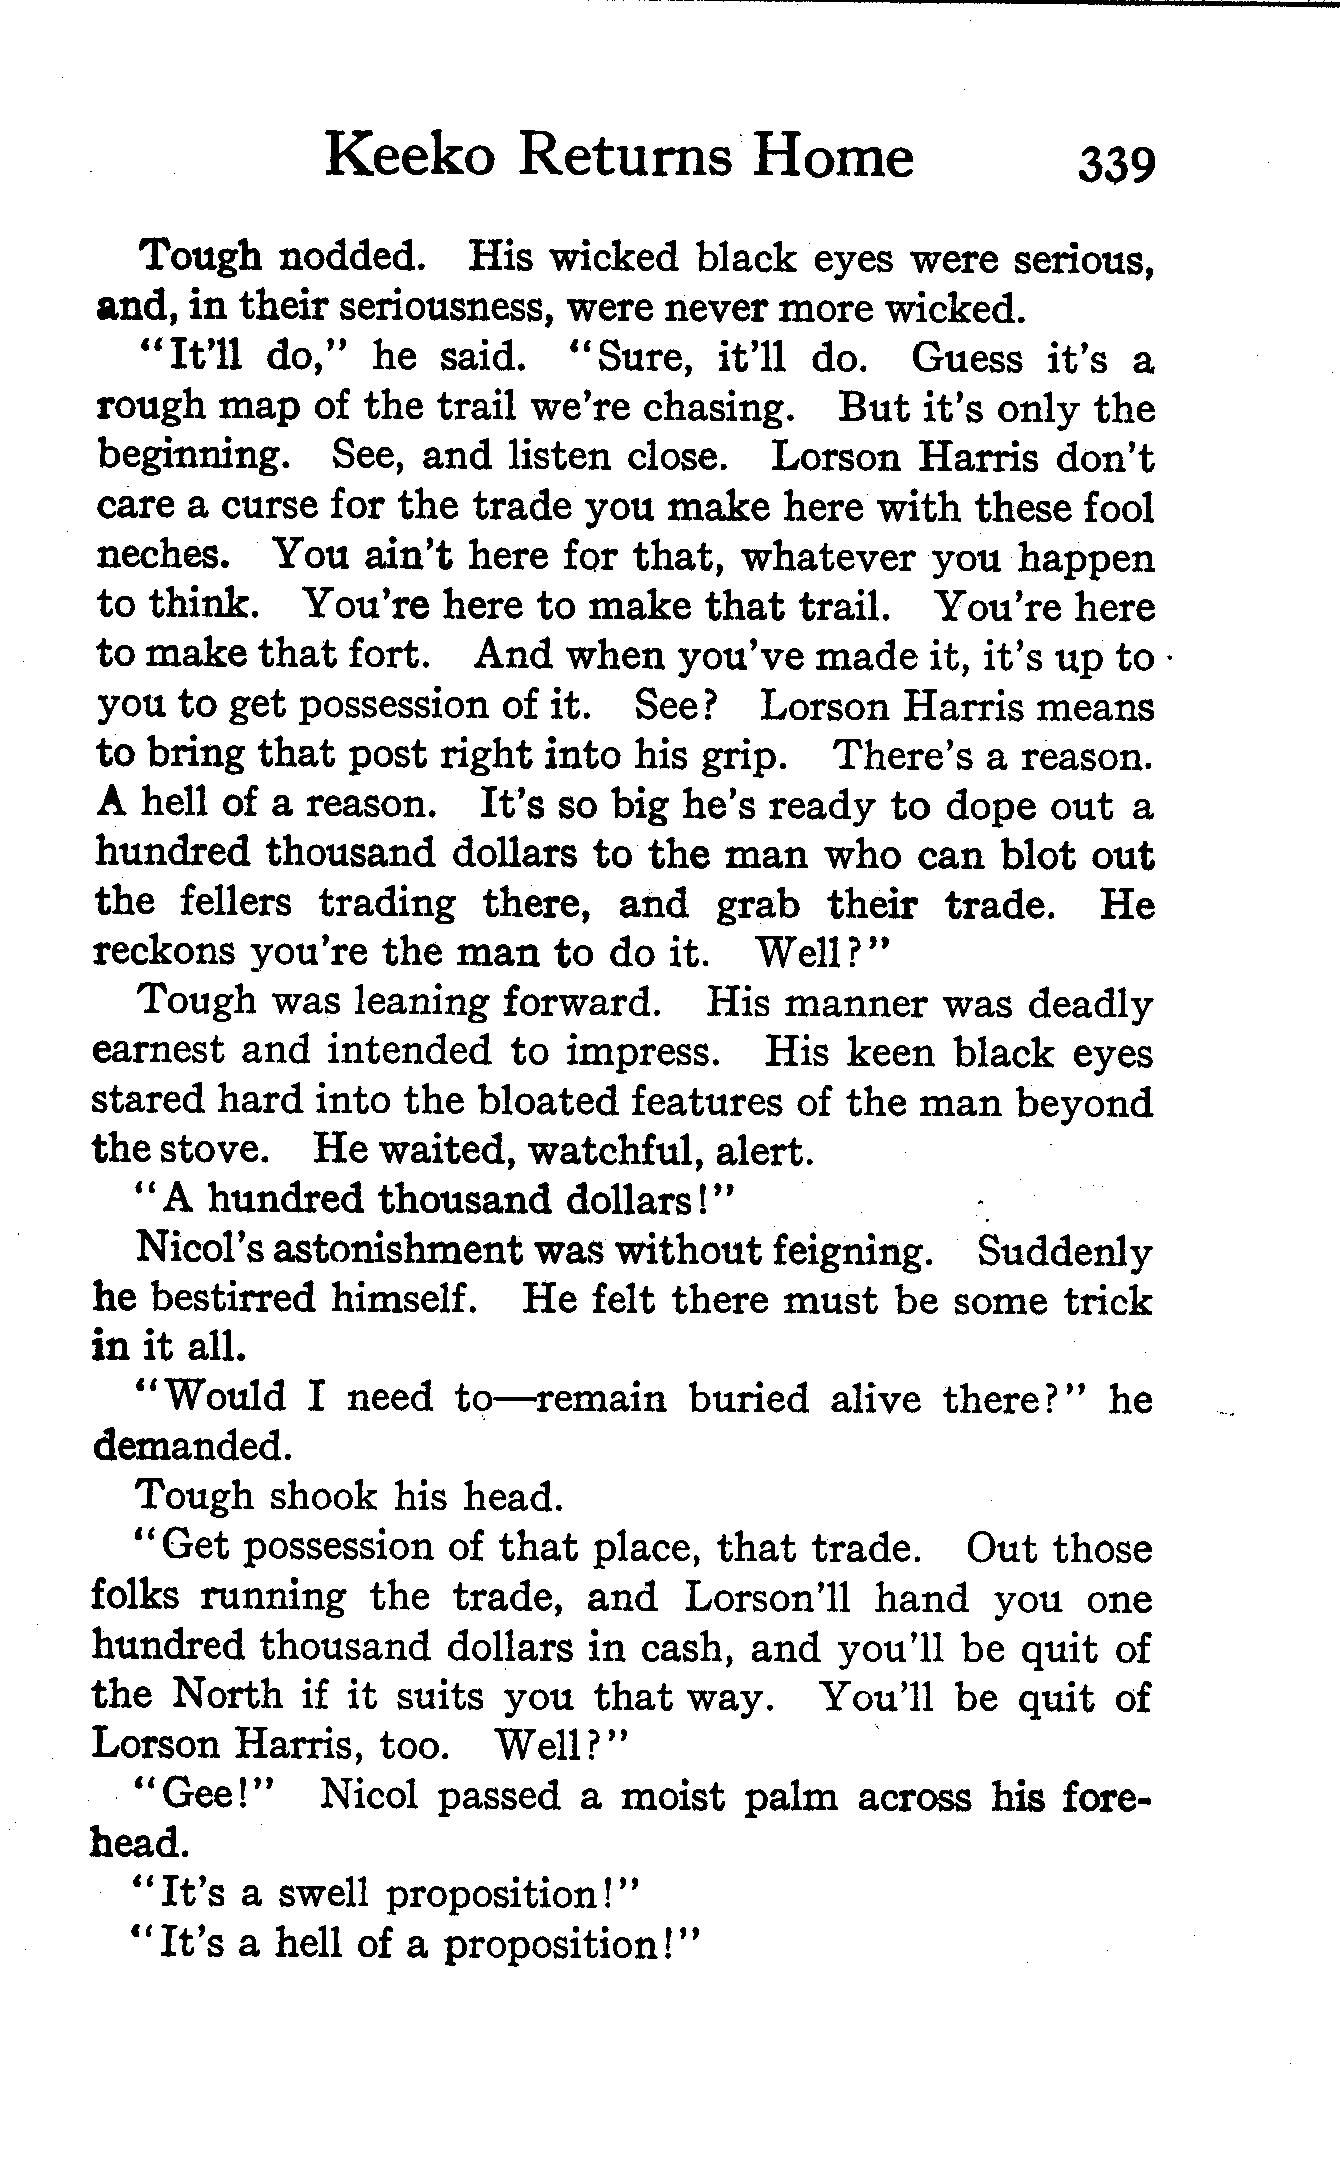 Keeko Returns Home 339
Tough nodded. His wicked black eyes were serious,
and, in their seriousness, were never more wicked.
"It'll do," he said. "Sure, it'll do. Guess it's a
rough map of the trail we're chasing. But it's only the
beginning. See, and listen close. Lorson Harris don't
care a curse for the trade you make here with these fool
neches. You ain't here for that, whatever you happen
to think. You're here to make that trail. You're here
to make that fort. And when you've made it, it's up to
you to get possession of it. See? Lorson Harris means
to bring that post right into his grip. There's a reason.
A hell of a reason. It's so big he's ready to dope out a
hundred thousand dollars to the man who can blot out
the fellers trading there, and grab their trade. He
reckons you're the man to do it. Well?"
Tough was leaning forward. His manner was deadly
earnest and intended to impress. His keen black eyes
stared hard into the bloated features of the man beyond
the stove. He waited, watchful, alert.
"A hundred thousand dollars!"
Nicol's astonishment was without feigning. Suddenly
he bestirred himself. He felt there must be some trick
in it all.
"Would I need to—remain buried alive there?" he
demanded.
Tough shook his head.
"Get possession of that place, that trade. Out those
folks running the trade, and Lorson'll hand you one
hundred thousand dollars in cash, and you'll be quit of
the North if it suits you that way. You'll be quit of
Lorson Harris, too. Well?"
"Gee!" Nicol passed a moist palm across his fore-
head.
"It's a swell proposition!"
"It's a hell of a proposition!"